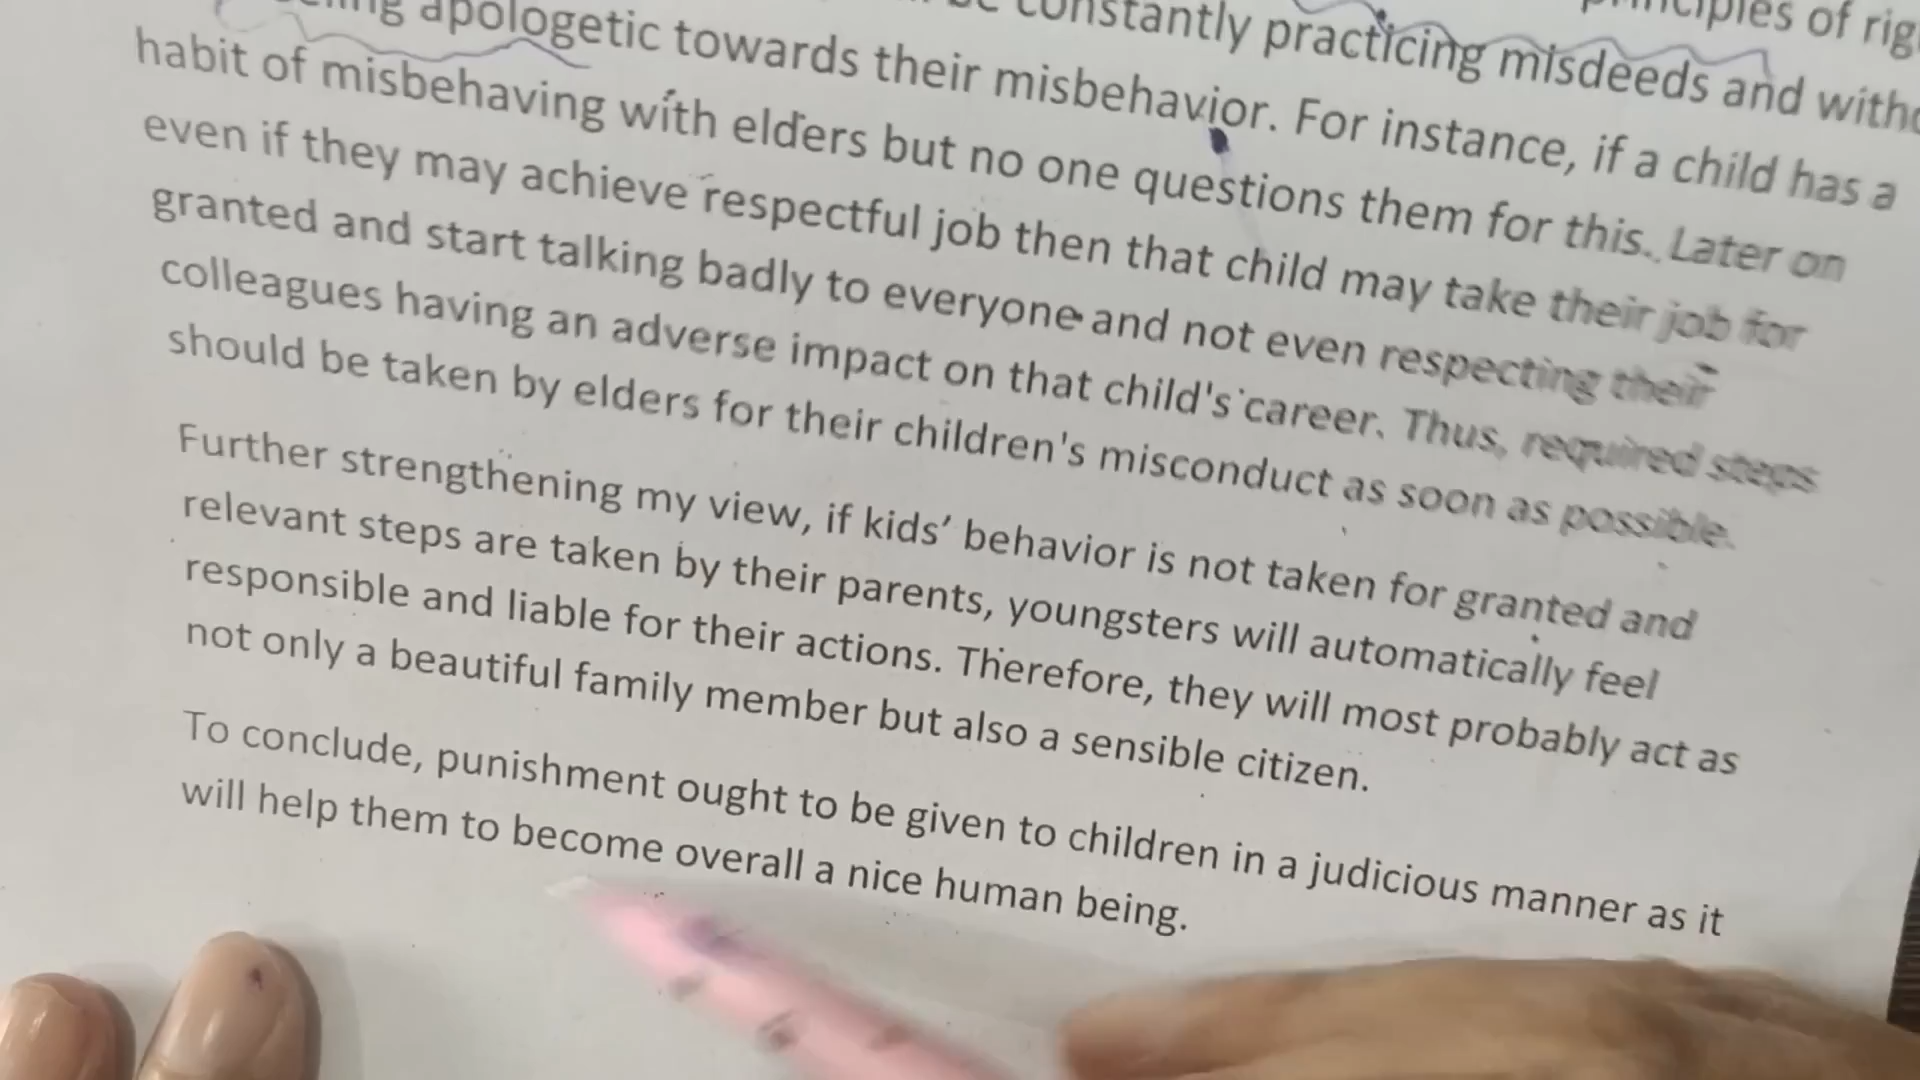 principles of
constantly practicing misdeeds and
apologetic towards their misbehavior. For instance, if a child has a
habit of misbehaving with elders but no one questions them for this. Later on
even if they may achieve respectful job then that child may take their job for
granted and start talking badly to everyone and not even respecting their
colleagues having an adverse impact on that child's career. Thus, required steps
should be taken by elders for their children's misconduct as soon as possible.
Further strengthening my view, if kids’ behavior is not taken for granted and
relevant steps are taken by their parents, youngsters will automatically feel
responsible and liable for their actions. Therefore, they will most probably act as
not only a beautiful family member but also a sensible citizen.
To conclude, punishment ought to be given to children in a judicious manner as it
will help them to become overall a nice human being.